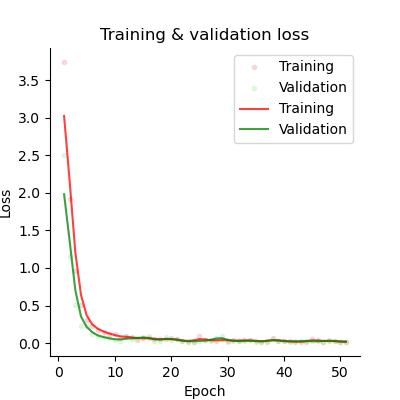 Training & validation loss
Training
Validation
Training
Validation
Loss
3.5
3.0
2.5
2.0
1.5
1.0
0.5
0.0
0 10 20 30 40 50
Epoch